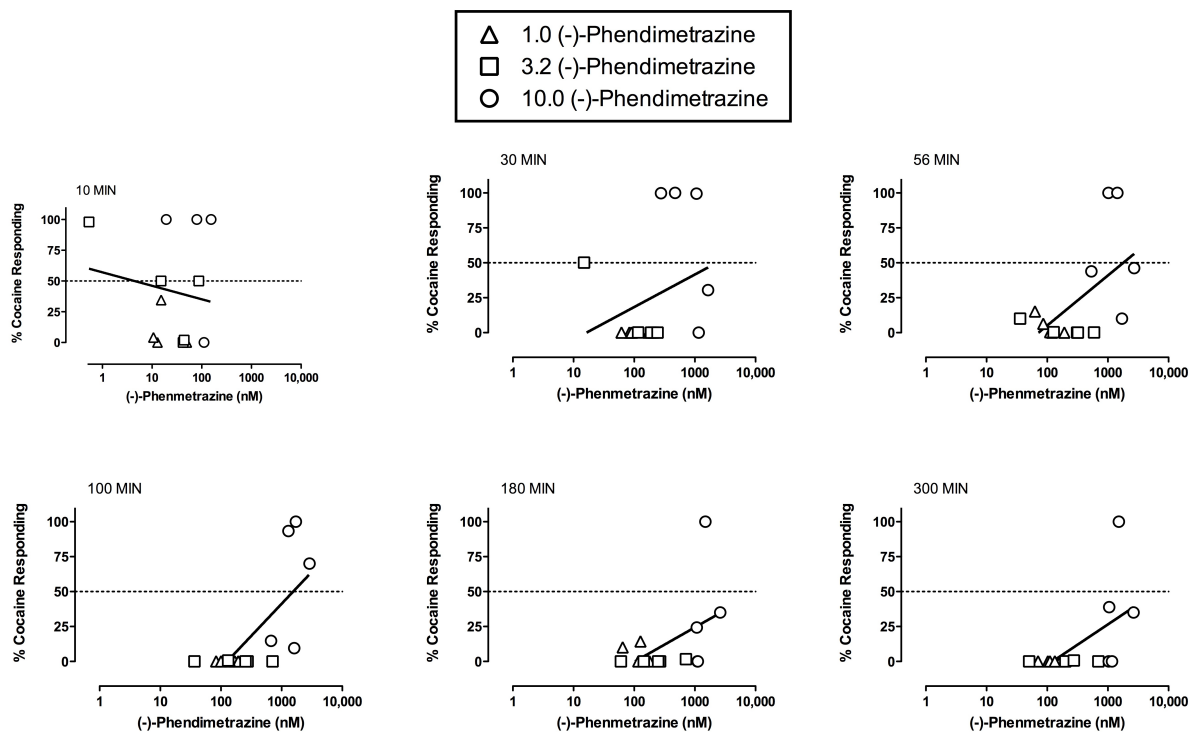 1.0 (-)-Phendimetrazine
3.2 (-)-Phendimetrazine
10.0 (-)-Phendimetrazine
10 MIN
% Cocaine Responding
100
75
50
25
0
1 10 100 1000 10,000
(-)-Phenmetrazine (nM)
30 MIN
% Cocaine Responding
100
75
50
25
0
1 10 100 1000 10,000
(-)-Phenmetrazine (nM)
56 MIN
% Cocaine Responding
100
75
50
25
0
1 10 100 1000 10,000
(-)-Phenmetrazine (nM)
100 MIN
% Cocaine Responding
100
75
50
25
0
1 10 100 1000 10,000
(-)-Phendimetrazine (nM)
180 MIN
% Cocaine Responding
100
75
50
25
0
1 10 100 1000 10,000
(-)-Phenmetrazine (nM)
300 MIN
% Cocaine Responding
100
75
50
25
0
1 10 100 1000 10,000
(-)-Phenmetrazine (nM)